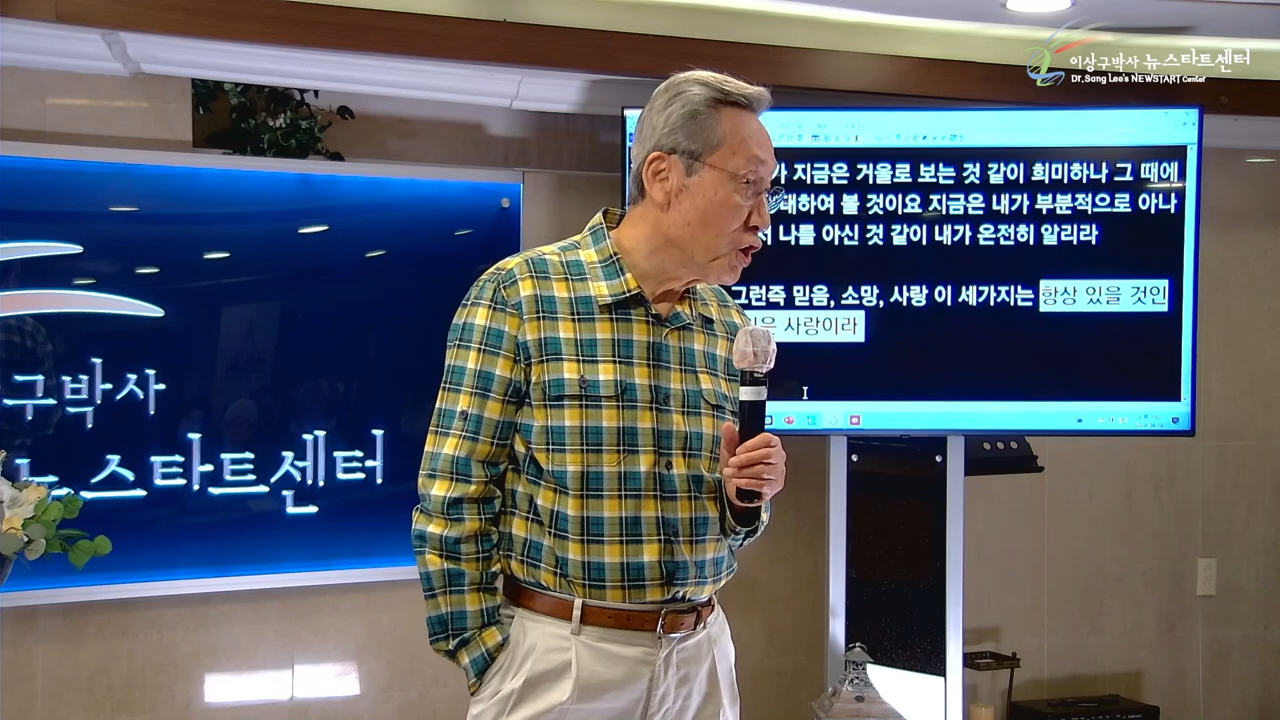 이상구박사 뉴스타트센터
Dr.Sang Lee's NEWSTART Center
지금은 거울로 보는 것 같이 희미하나 그 때에
대하여 볼 것이요 지금은 내가 부분적으로 아나
나를 아신 것 같이 내가 온전히 알리라
그런즉 믿음, 소망, 사랑 이 세가지는 항상 있을 것인
사랑이라
구박사
뉴스타트센터